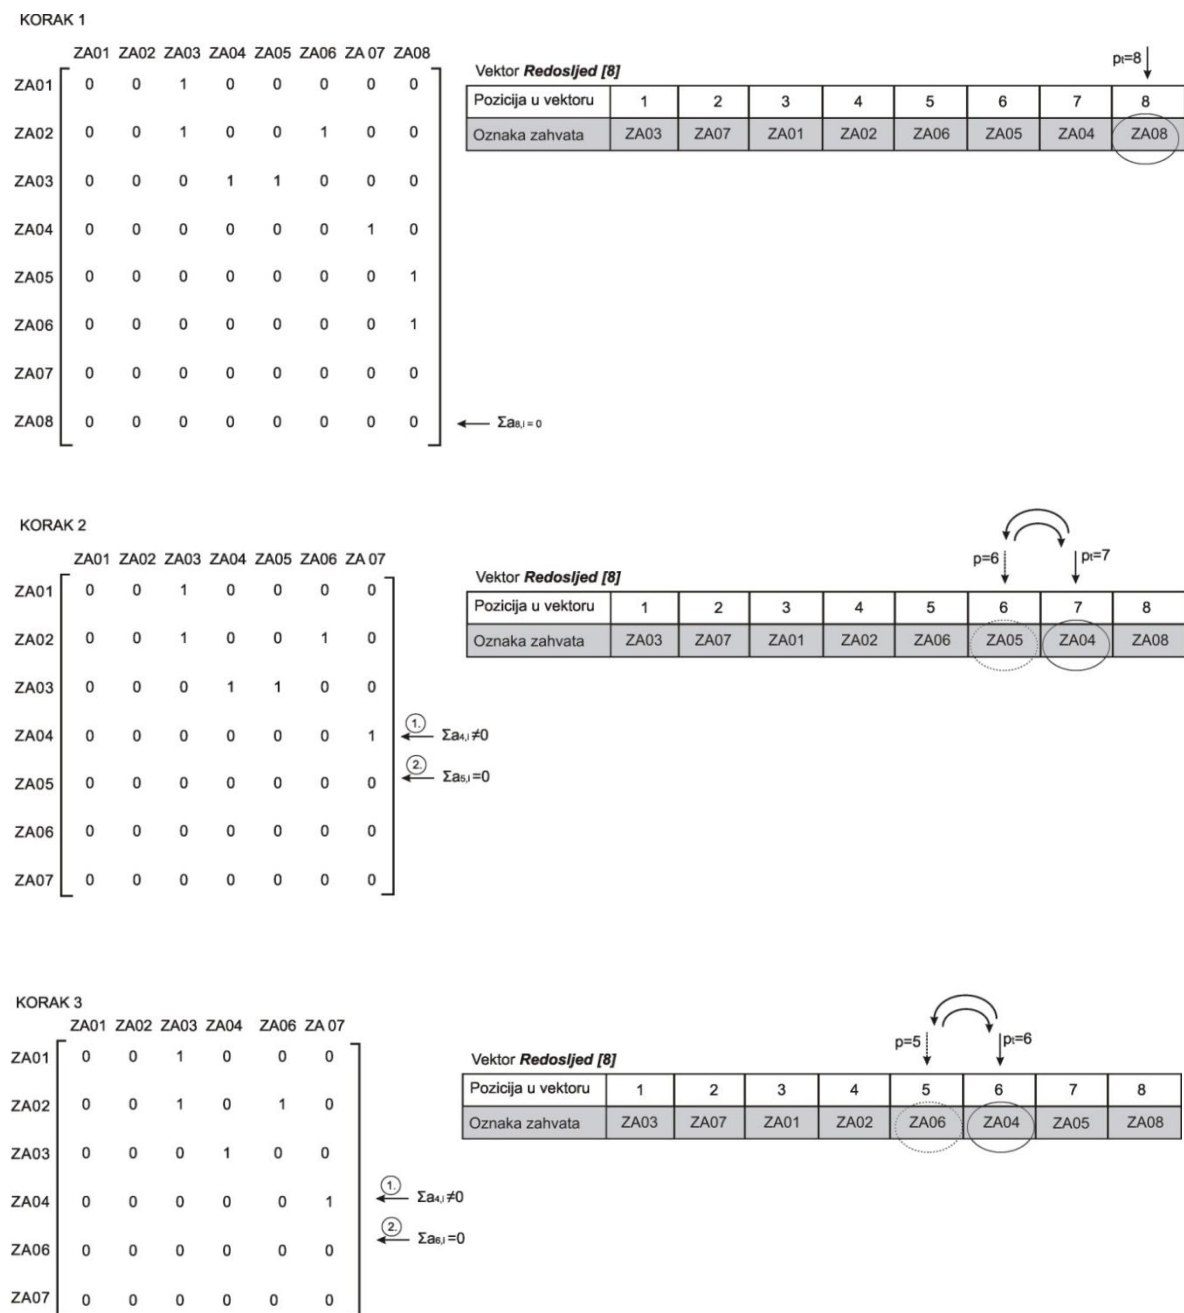 KORAK 1
ZA01 ZA02 ZA03 ZA04 ZA05 ZA06 ZA 07 ZA08
ZA01 0 0 1 0 0 0 0 0
ZA02 0 0 1 0 0 1 0 0
ZA03 0 0 0 1 1 0 0 0
ZA04 0 0 0 0 0 0 1 0
ZA05 0 0 0 0 0 0 0 1
ZA06 0 0 0 0 0 0 0 1
ZA07 0 0 0 0 0 0 0 0
ZA08 0 0 0 0 0 0 0 0 Σa8,i = 0
pt=8
Vektor Redosljed [8]
Pozicija u vektoru 1 2 3 4 5 6 7 8
Oznaka zahvata ZA03 ZA07 ZA01 ZA02 ZA06 ZA05 ZA04 ZA08
KORAK 2
ZA01 ZA02 ZA03 ZA04 ZA05 ZA06 ZA 07
ZA01 0 0 1 0 0 0 0
ZA02 0 0 1 0 0 1 0
ZA03 0 0 0 1 1 0 0
ZA04 0 0 0 0 0 0 1 1. Σa4,i ≠0
ZA05 0 0 0 0 0 0 0 2. Σa5,i =0
ZA06 0 0 0 0 0 0 0
ZA07 0 0 0 0 0 0 0
p=6 pt=7
Vektor Redosljed [8]
Pozicija u vektoru 1 2 3 4 5 6 7 8
Oznaka zahvata ZA03 ZA07 ZA01 ZA02 ZA06 ZA05 ZA04 ZA08
KORAK 3
ZA01 ZA02 ZA03 ZA04 ZA06 ZA 07
ZA01 0 0 1 0 0 0
ZA02 0 0 1 0 1 0
ZA03 0 0 0 1 0 0
ZA04 0 0 0 0 0 1 1. Σa4,i ≠0
ZA06 0 0 0 0 0 0 2. Σa6,i =0
ZA07 0 0 0 0 0 0
p=5 pt=6
Vektor Redosljed [8]
Pozicija u vektoru 1 2 3 4 5 6 7 8
Oznaka zahvata ZA03 ZA07 ZA01 ZA02 ZA06 ZA04 ZA05 ZA08